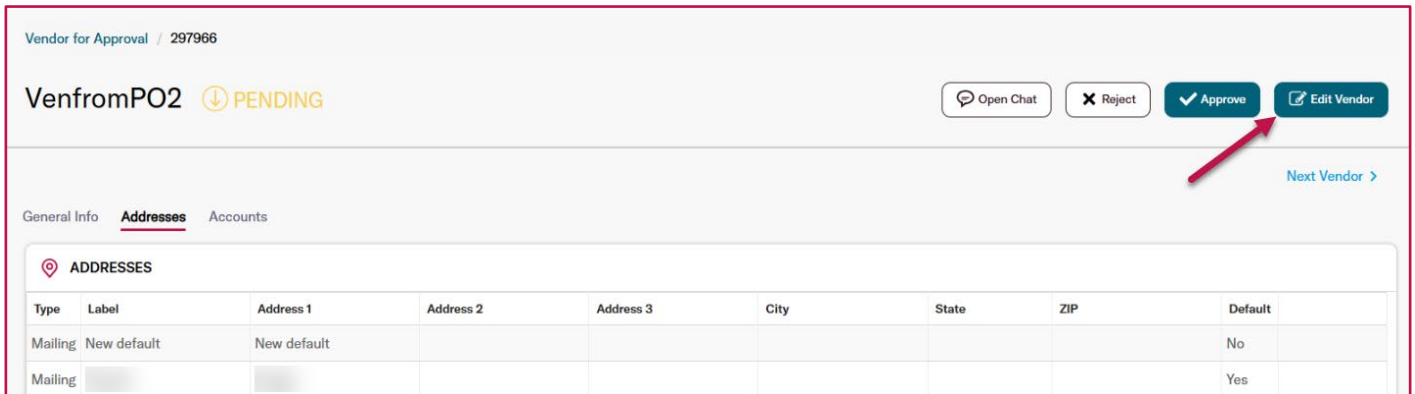 Vendor for Approval / 297966
VenfromPO2 PENDING Open Chat Reject Approve Edit Vendor
Next Vendor >
General Info Addresses Accounts
ADDRESSES
Type Label Address 1 Address 2 Address 3 City State ZIP Default
Mailing New default New default No
Mailing Yes